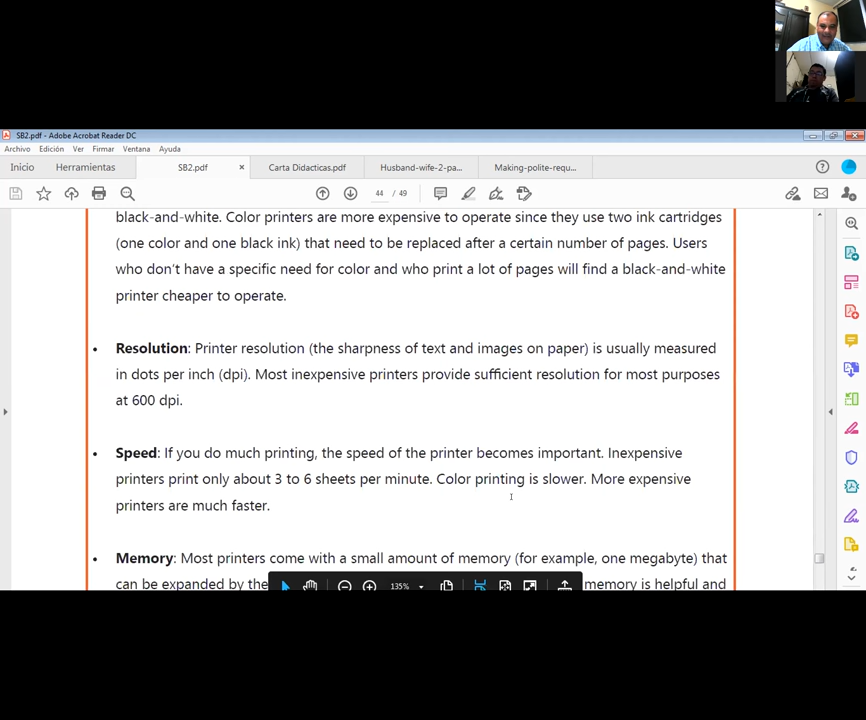 SB2.pdf - Adobe Acrobat Reader DC
Archivo Edición Ver Firmar Ventana Ayuda
Inicio Herramientas SB2.pdf × Carta Didacticas.pdf Husband-wife-2-pa... Making-polite-requ...
44 / 49
black-and-white. Color printers are more expensive to operate since they use two ink cartridges
(one color and one black ink) that need to be replaced after a certain number of pages. Users
who don't have a specific need for color and who print a lot of pages will find a black-and-white
printer cheaper to operate.
• Resolution: Printer resolution (the sharpness of text and images on paper) is usually measured
in dots per inch (dpi). Most inexpensive printers provide sufficient resolution for most purposes
at 600 dpi.
• Speed: If you do much printing, the speed of the printer becomes important. Inexpensive
printers print only about 3 to 6 sheets per minute. Color printing is slower. More expensive
printers are much faster.
• Memory: Most printers come with a small amount of memory (for example, one megabyte) that
can be expanded by the memory is helpful and
135%